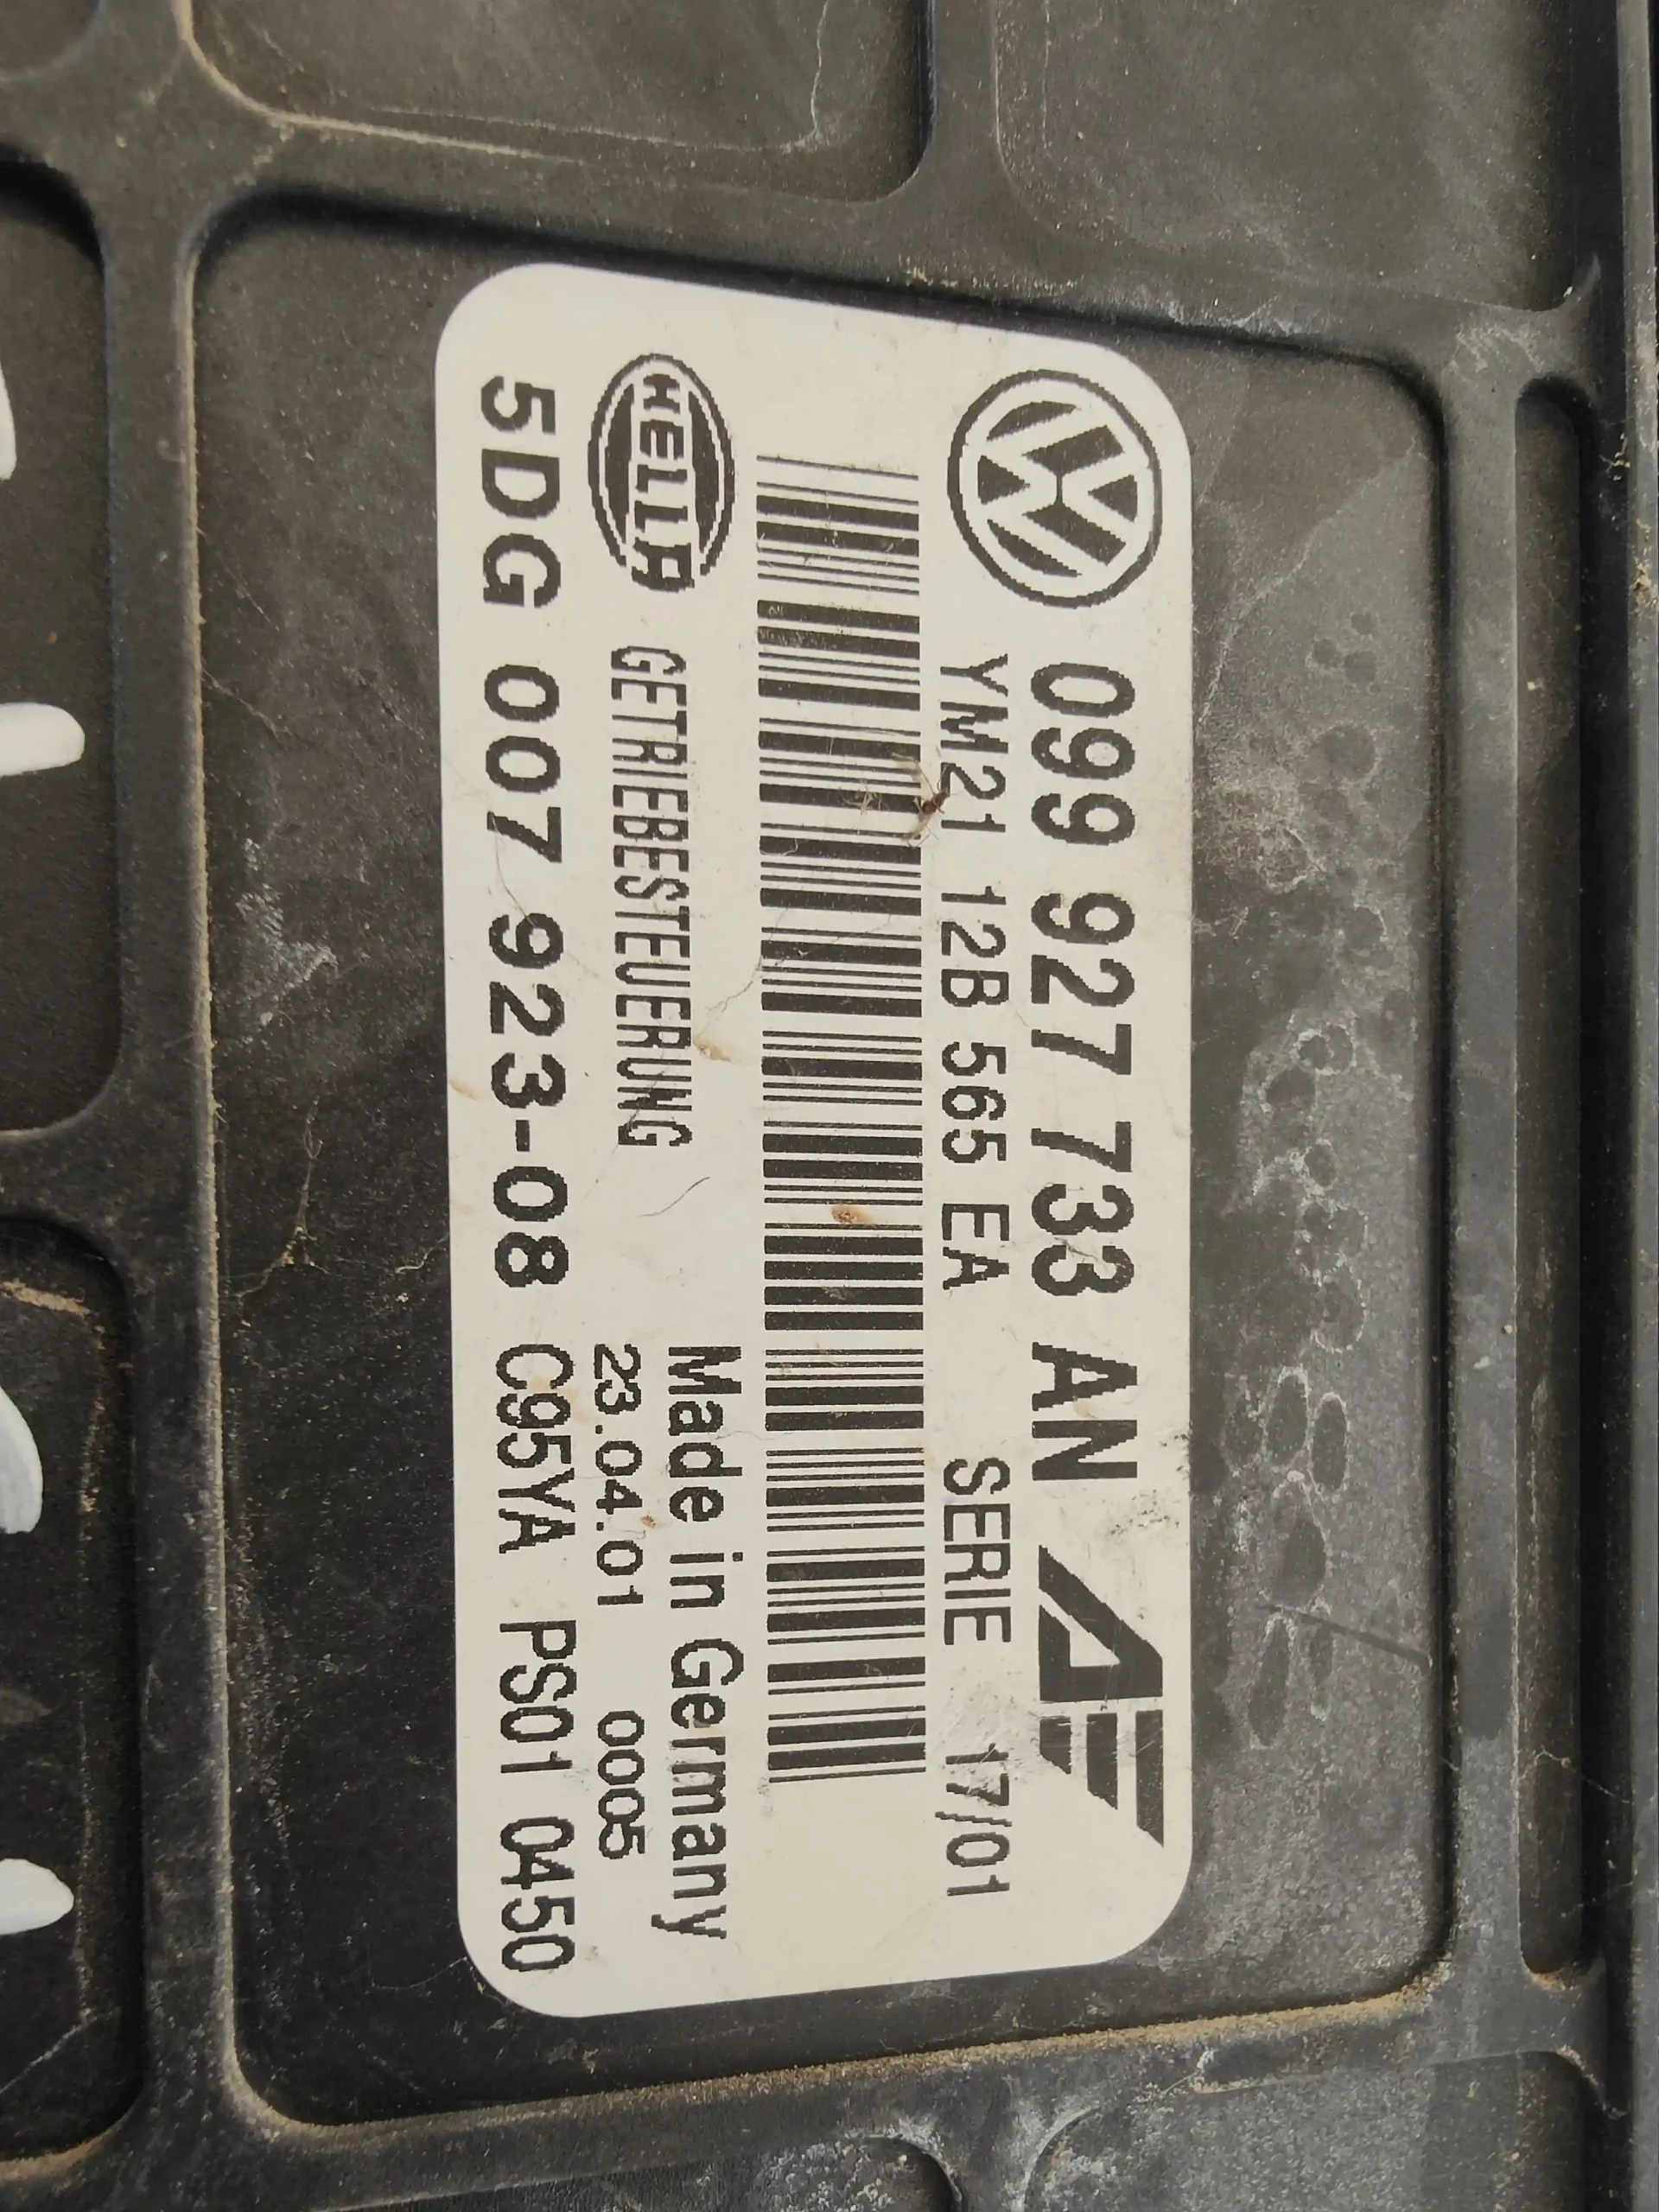 099 927 733 AN
YM21 12B 565 EA SERIE 17/01
HELLA GETRIEBESTEUERUNG
Made in Germany
23.04.01 0005
5DG 007 923-08 C95YA PS01 0450